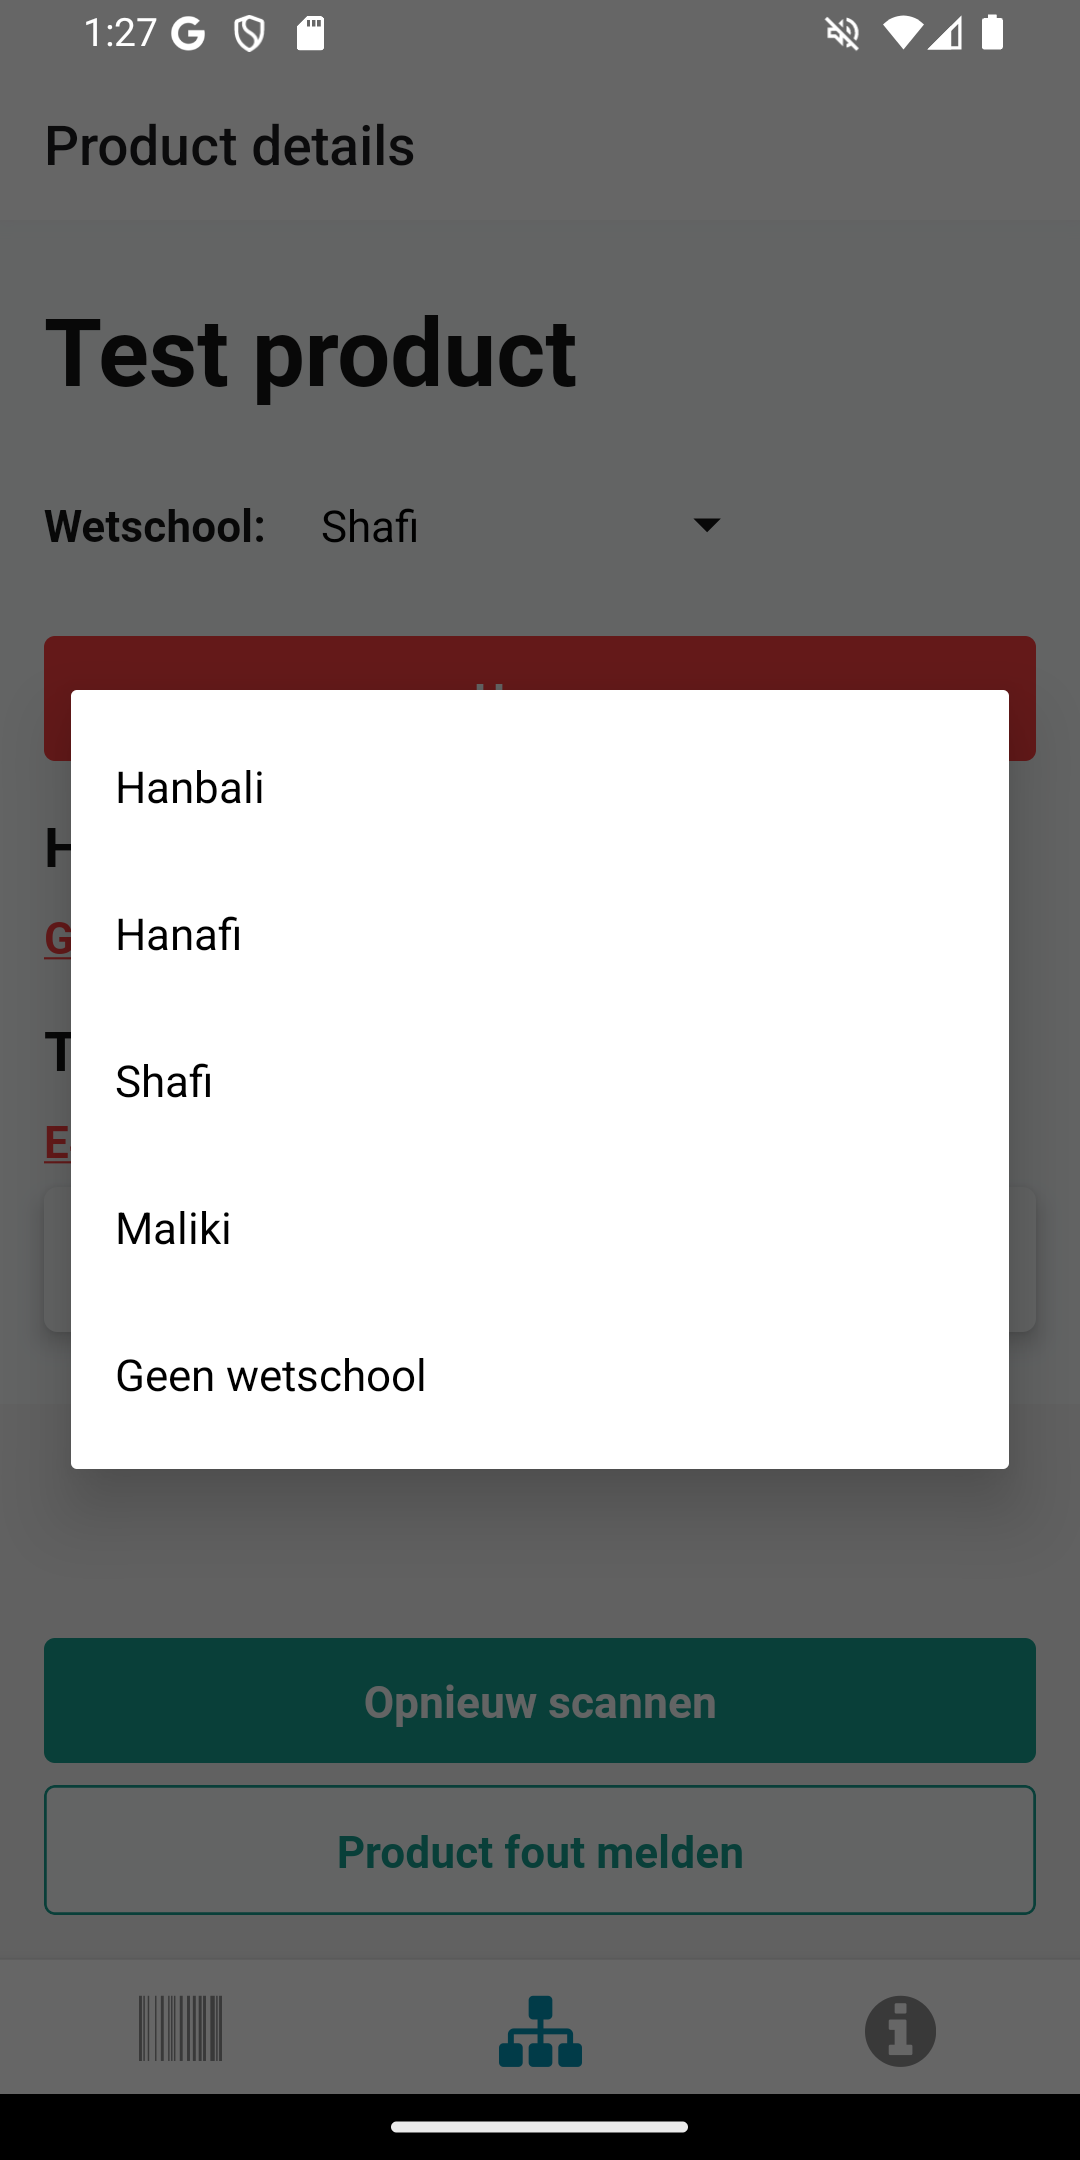 1:27
Product details
Test product
Wetschool: Shafi
Hanbali
Hanafi
Shafi
Maliki
Geen wetschool
Opnieuw scannen
Product fout melden